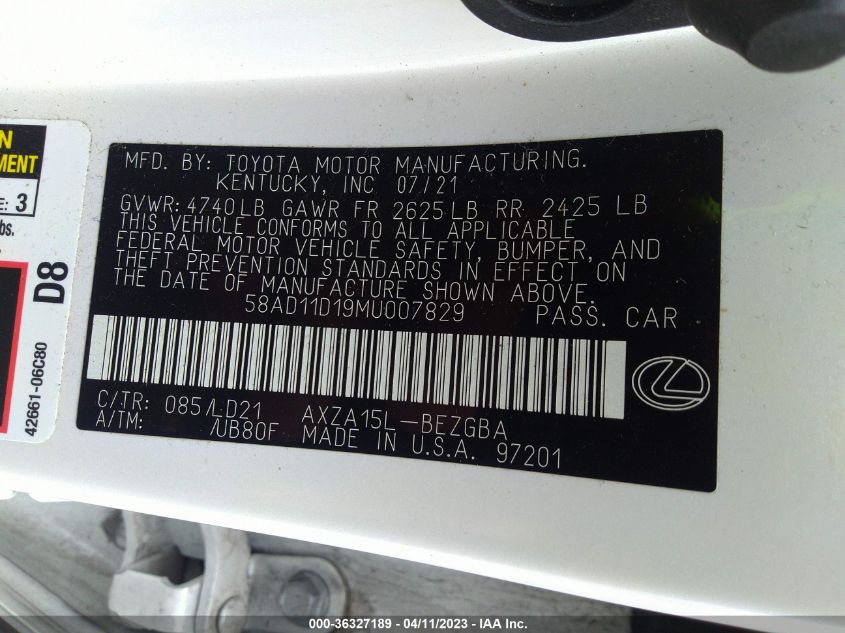 N
MENT
E: 3
bs.
D8
42661-06C80
MFD. BY: TOYOTA MOTOR MANUFACTURING.
KENTUCKY, INC 07/21
GVWR: 4740LB GAWR FR 2625LB RR 2425 LB
THIS VEHICLE CONFORMS TO ALL APPLICABLE
FEDERAL MOTOR VEHICLE SAFETY, BUMPER, AND
THEFT PREVENTION STANDARDS IN EFFECT ON
THE DATE OF MANUFACTURE SHOWN ABOVE.
58AD11D19MU007829 PASS. CAR
C/TR: 085/LD21 AXZA15L-BEZGBA
A/TM: /UB80F MADE IN U.S.A. 97201
000-36327189 - 04/11/2023 - IAA Inc.